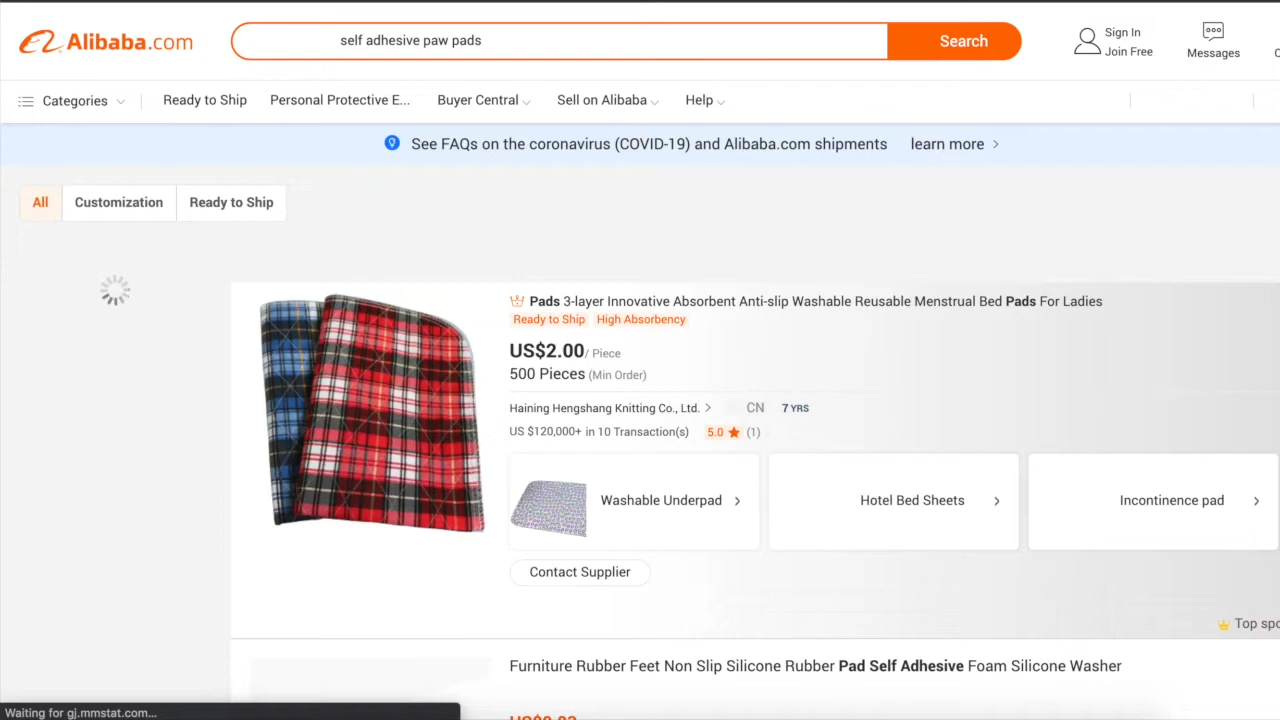 Alibaba.com
self adhesive paw pads
Search
Sign In
Join Free
Messages
Categories
Ready to Ship
Personal Protective E...
Buyer Central
Sell on Alibaba
Help
See FAQs on the coronavirus (COVID-19) and Alibaba.com shipments learn more
All
Customization
Ready to Ship
Pads 3-layer Innovative Absorbent Anti-slip Washable Reusable Menstrual Bed Pads For Ladies
Ready to Ship High Absorbency
US$2.00/ Piece
500 Pieces (Min Order)
Haining Hengshang Knitting Co., Ltd. CN 7 YRS
US $120,000+ in 10 Transaction(s) 5.0 (1)
Washable Underpad
Hotel Bed Sheets
Incontinence pad
Contact Supplier
Top spo
Furniture Rubber Feet Non Slip Silicone Rubber Pad Self Adhesive Foam Silicone Washer
Waiting for gj.mmstat.com...